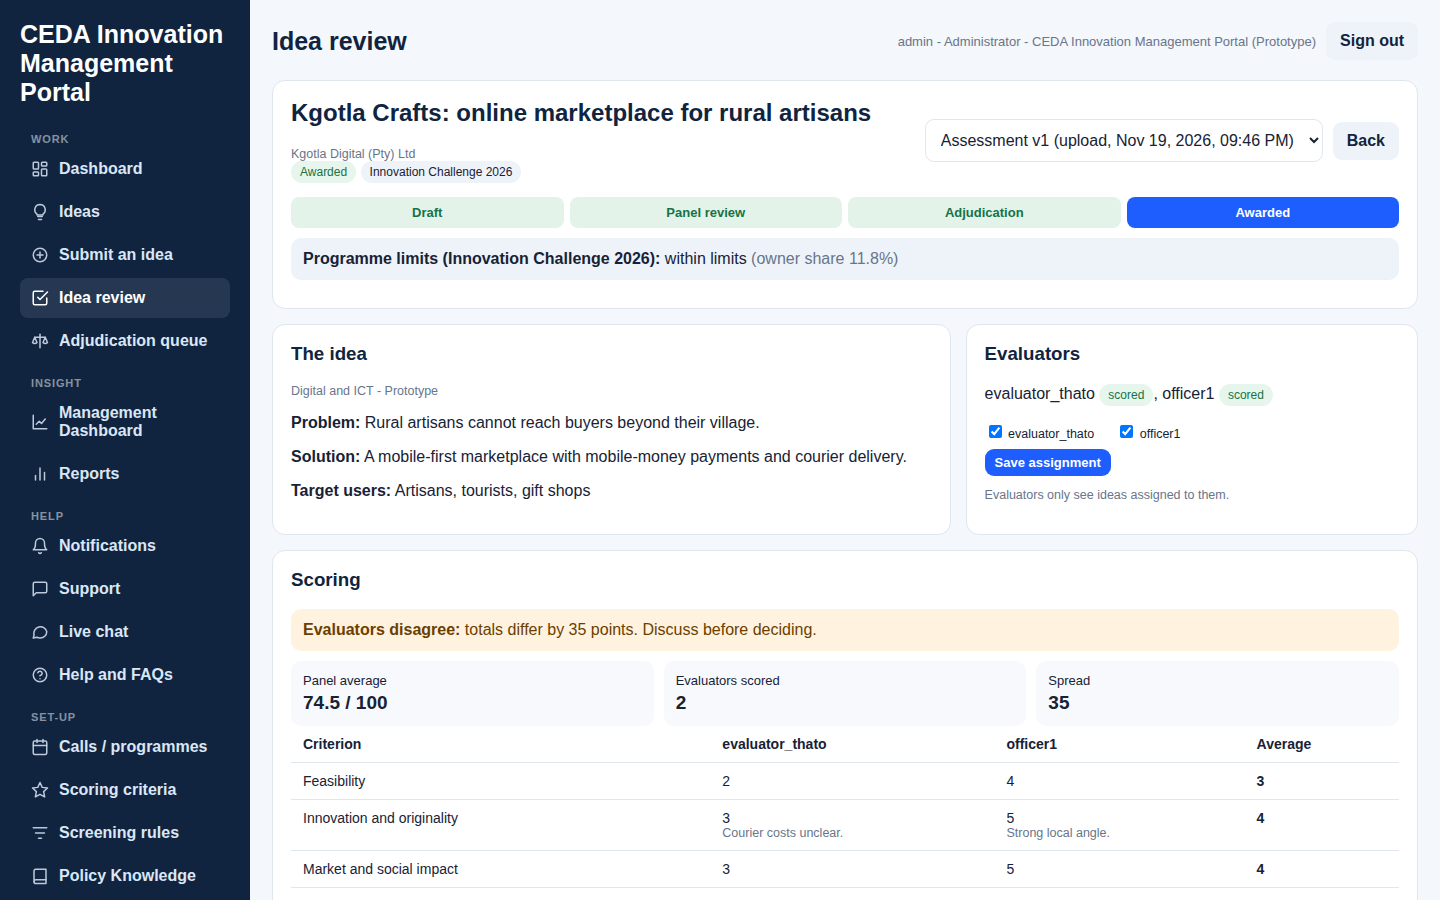 CEDA Innovation
Management
Portal
WORK
Dashboard
Ideas
Submit an idea
Idea review
Adjudication queue
INSIGHT
Management
Dashboard
Reports
HELP
Notifications
Support
Live chat
Help and FAQs
SET-UP
Calls / programmes
Scoring criteria
Screening rules
Policy Knowledge
Idea review
admin - Administrator - CEDA Innovation Management Portal (Prototype)
Sign out
Kgotla Crafts: online marketplace for rural artisans
Kgotla Digital (Pty) Ltd
Awarded Innovation Challenge 2026
Assessment v1 (upload, Nov 19, 2026, 09:46 PM)
Back
Draft Panel review Adjudication Awarded
Programme limits (Innovation Challenge 2026): within limits (owner share 11.8%)
The idea
Digital and ICT - Prototype
Problem: Rural artisans cannot reach buyers beyond their village.
Solution: A mobile-first marketplace with mobile-money payments and courier delivery.
Target users: Artisans, tourists, gift shops
Evaluators
evaluator_thato scored, officer1 scored
evaluator_thato officer1
Save assignment
Evaluators only see ideas assigned to them.
Scoring
Evaluators disagree: totals differ by 35 points. Discuss before deciding.
Panel average
74.5 / 100
Evaluators scored
2
Spread
35
Criterion evaluator_thato officer1 Average
Feasibility 2 4 3
Innovation and originality 3 5 4
Courier costs unclear. Strong local angle.
Market and social impact 3 5 4